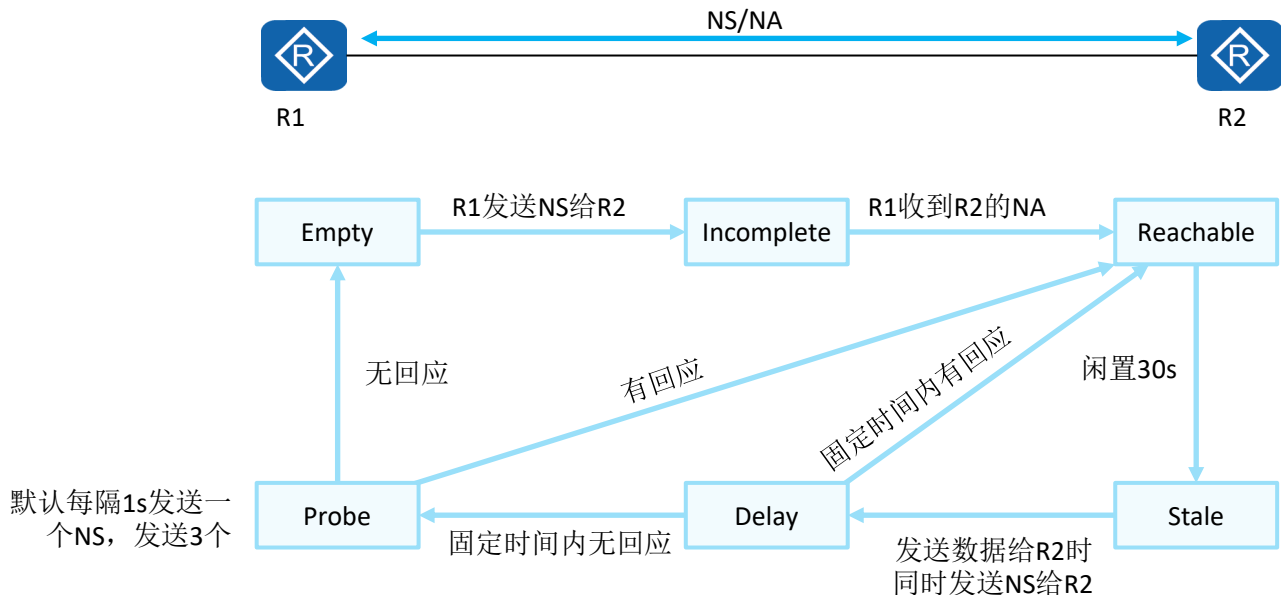 NS/NA
R
R
R1
R2
R1发送NS给R2
R1收到R2的NA
Empty
Incomplete
Reachable
无回应
有回应
固定时间内有回应
闲置30s
默认每隔1s发送一
个NS，发送3个
Probe
固定时间内无回应
Delay
Stale
发送数据给R2时
同时发送NS给R2